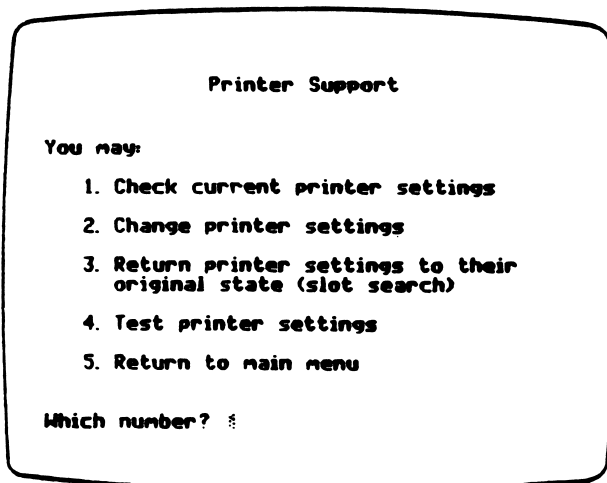 Printer Support
You may:
1. Check current printer settings
2. Change printer settings
3. Return printer settings to their
original state (slot search)
4. Test printer settings
5. Return to main menu
Which number?